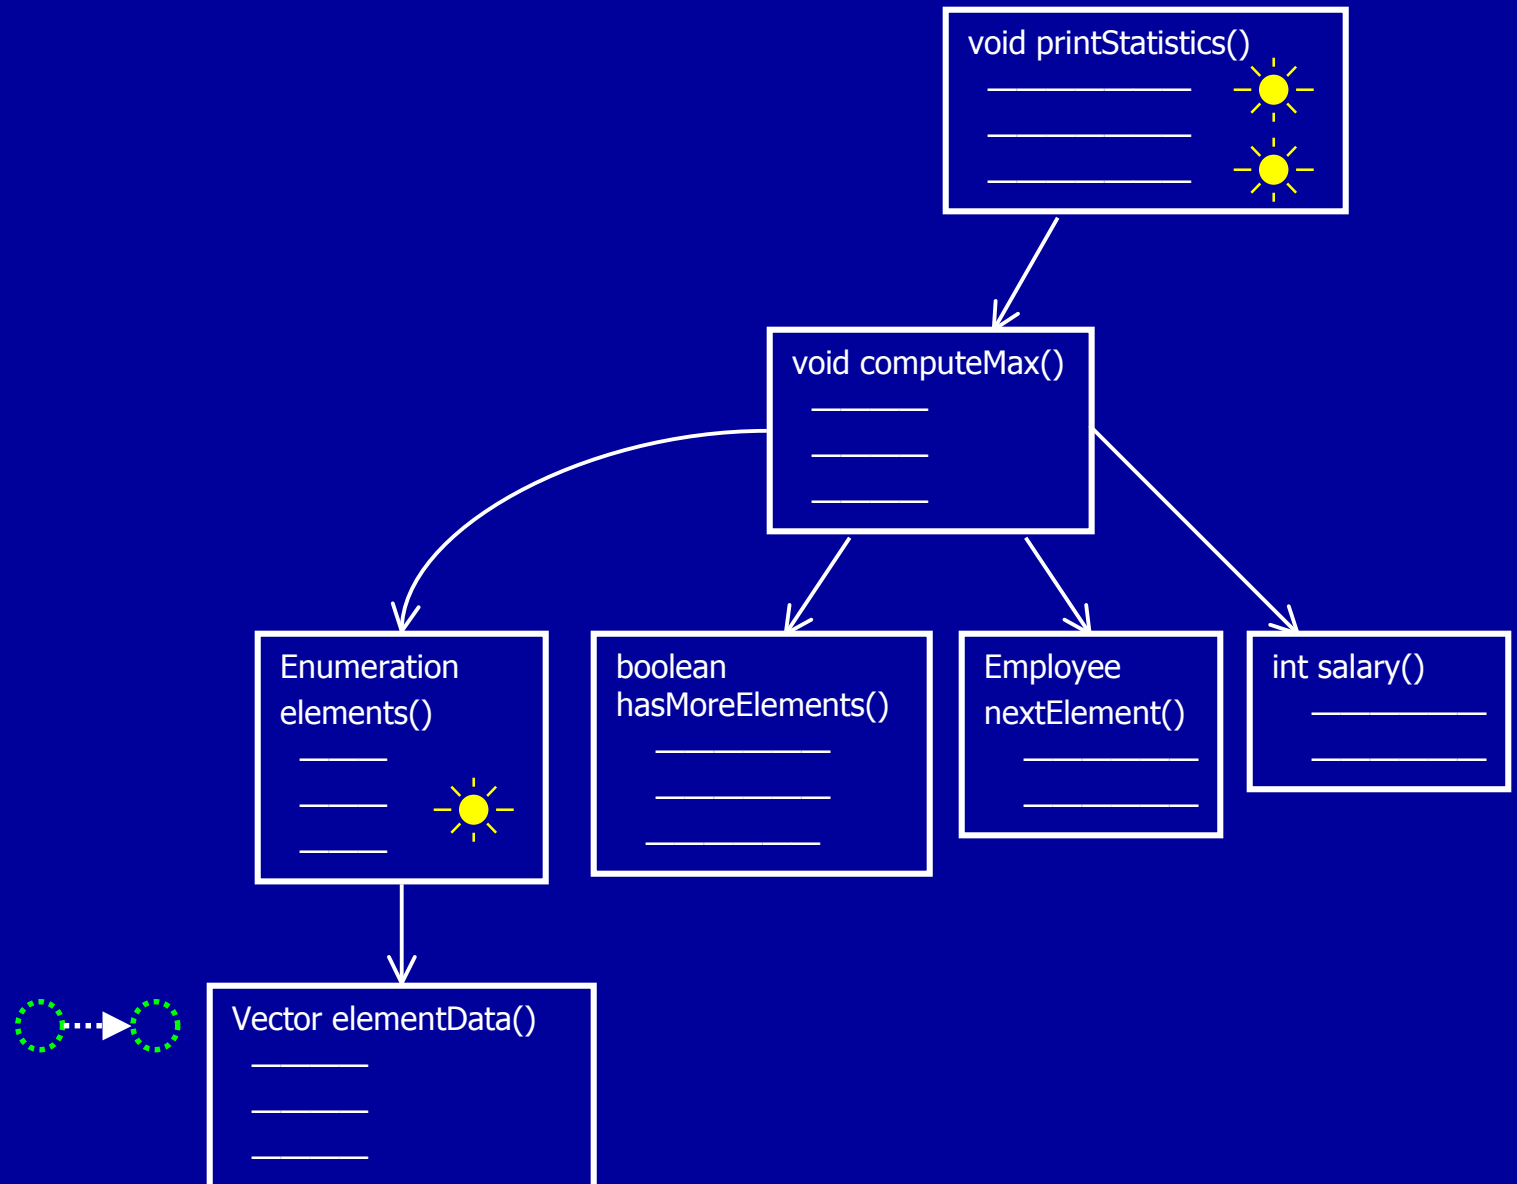 void printStatistics()
void computeMax()
Enumeration
elements()
boolean
hasMoreElements()
Employee
nextElement()
int salary()
Vector elementData()